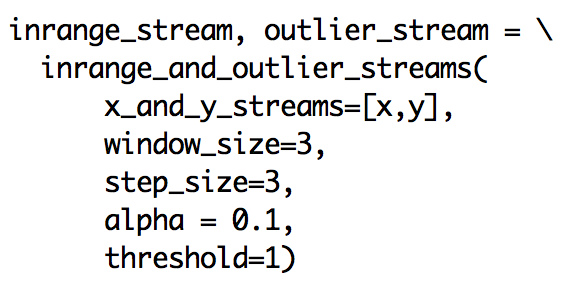 inrange_stream, outlier_stream = \
  inrange_and_outlier_streams(
      x_and_y_streams=[x,y],
      window_size=3,
      step_size=3,
      alpha = 0.1,
      threshold=1)